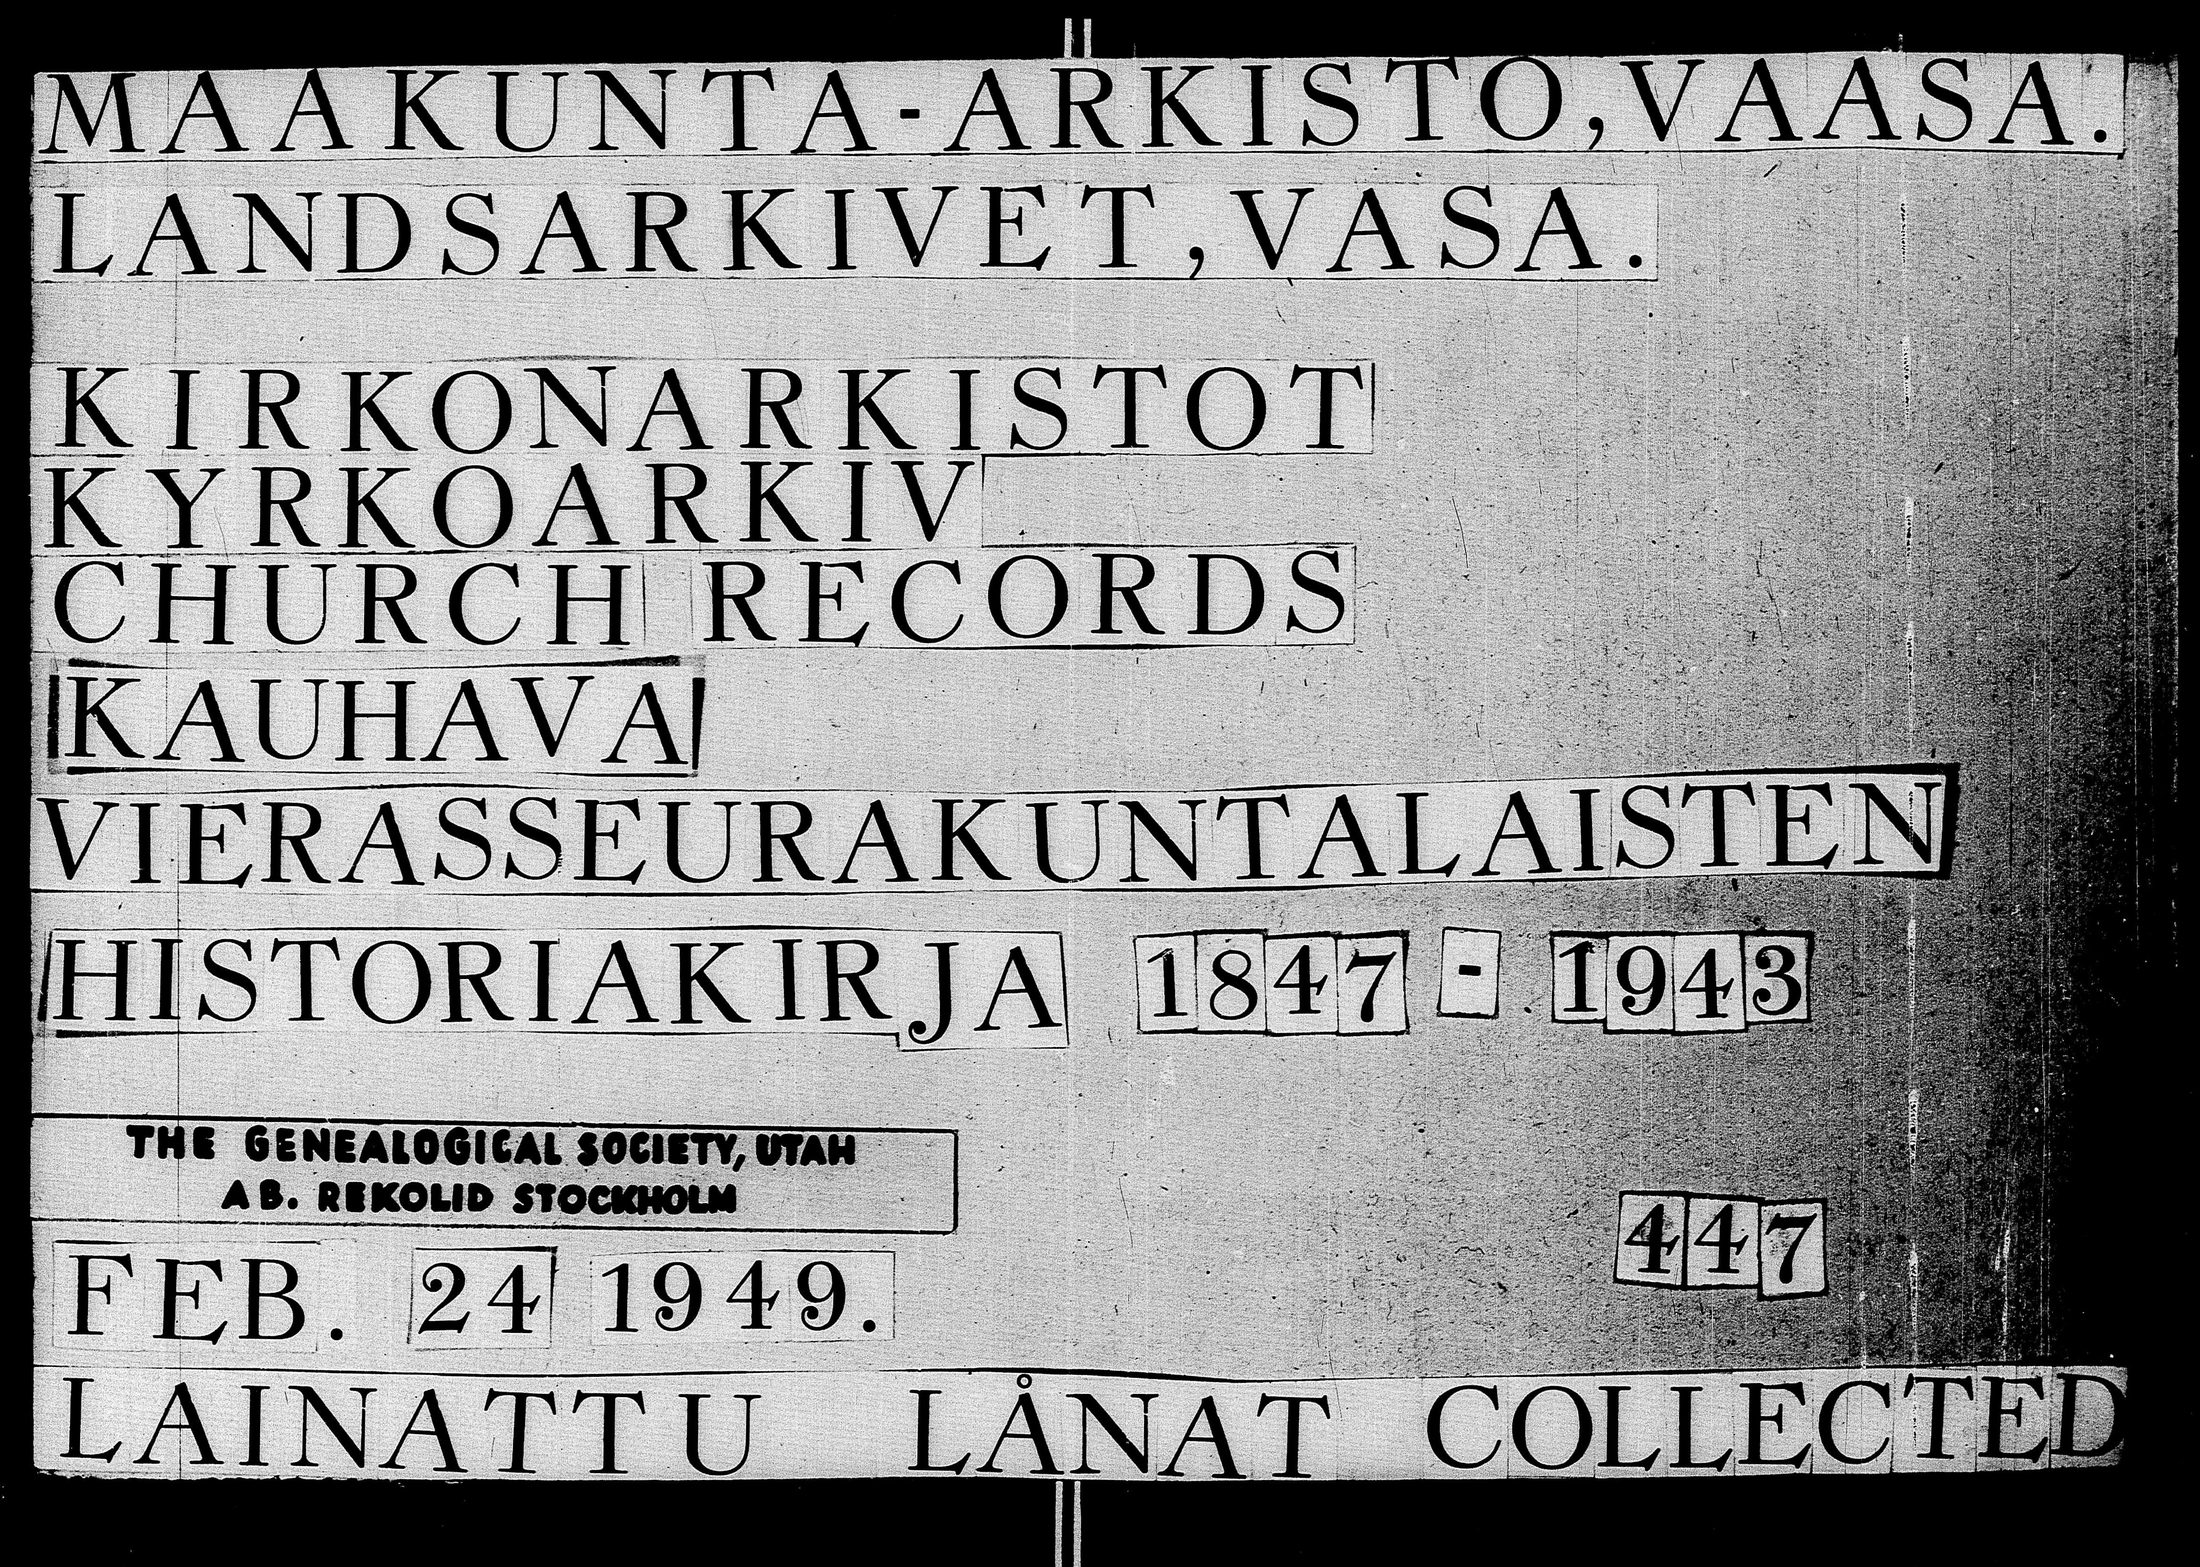 MAAKUNTA-ARKISTO, VAASA.
LANDSARKIVET, VASA.
KIRKONARKISTOT
KYRKOARKIV
CHURCH RECORDS
KAUHAVA
VIERASSEURAKUNTALAISTEN
HISTORIAKIRJA 1847 - 1943
THE GENEALOGICAL SOCIETY, UTAH
AB. REKOLID STOCKHOLM
447
FEB. 24 1949.
LAINATTU LÅNAT COLLECTED